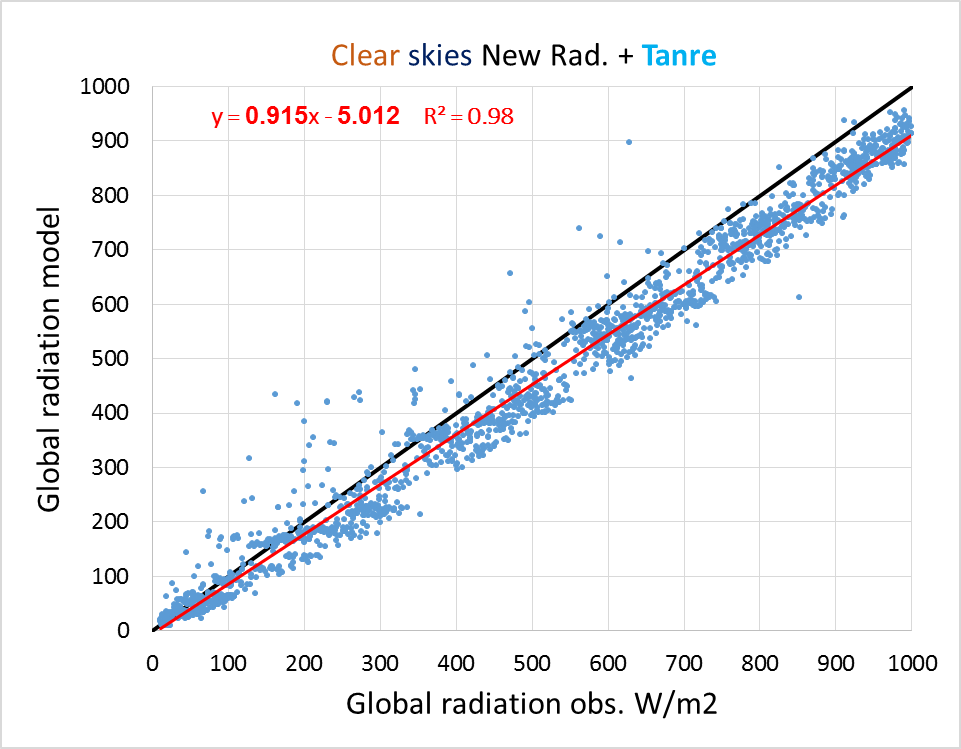 Clear skies New Rad. + Tanre
y = 0.915x - 5.012 R² = 0.98
Global radiation model
1000
900
800
700
600
500
400
300
200
100
0
0 100 200 300 400 500 600 700 800 900 1000
Global radiation obs. W/m2